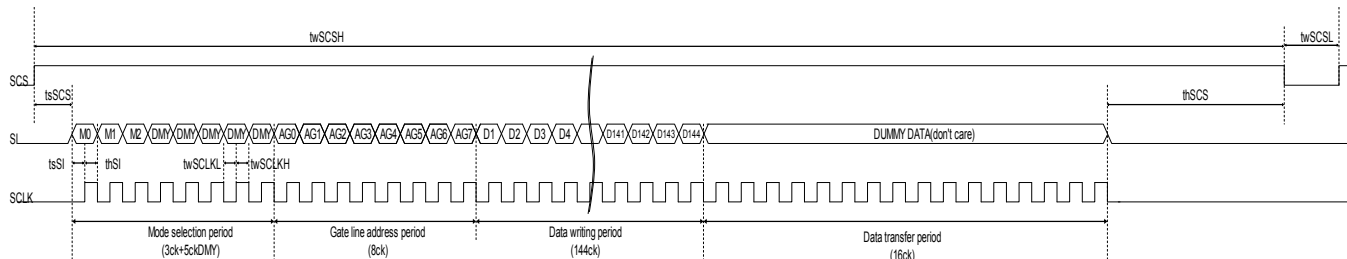 twSCSH twSCSL
SCS
tsSCS thSCS
SI M0 M1 M2 DMY DMY DMY DMY DMY AG0 AG1 AG2 AG3 AG4 AG5 AG6 AG7 D1 D2 D3 D4 D141 D142 D143 D144 DUMMY DATA(don't care)
tsSI thSI twSCLKL twSCLKH
SCLK
Mode selection period Gate line address period Data writing period Data transfer period
(3ck+5ckDMY) (8ck) (144ck) (16ck)